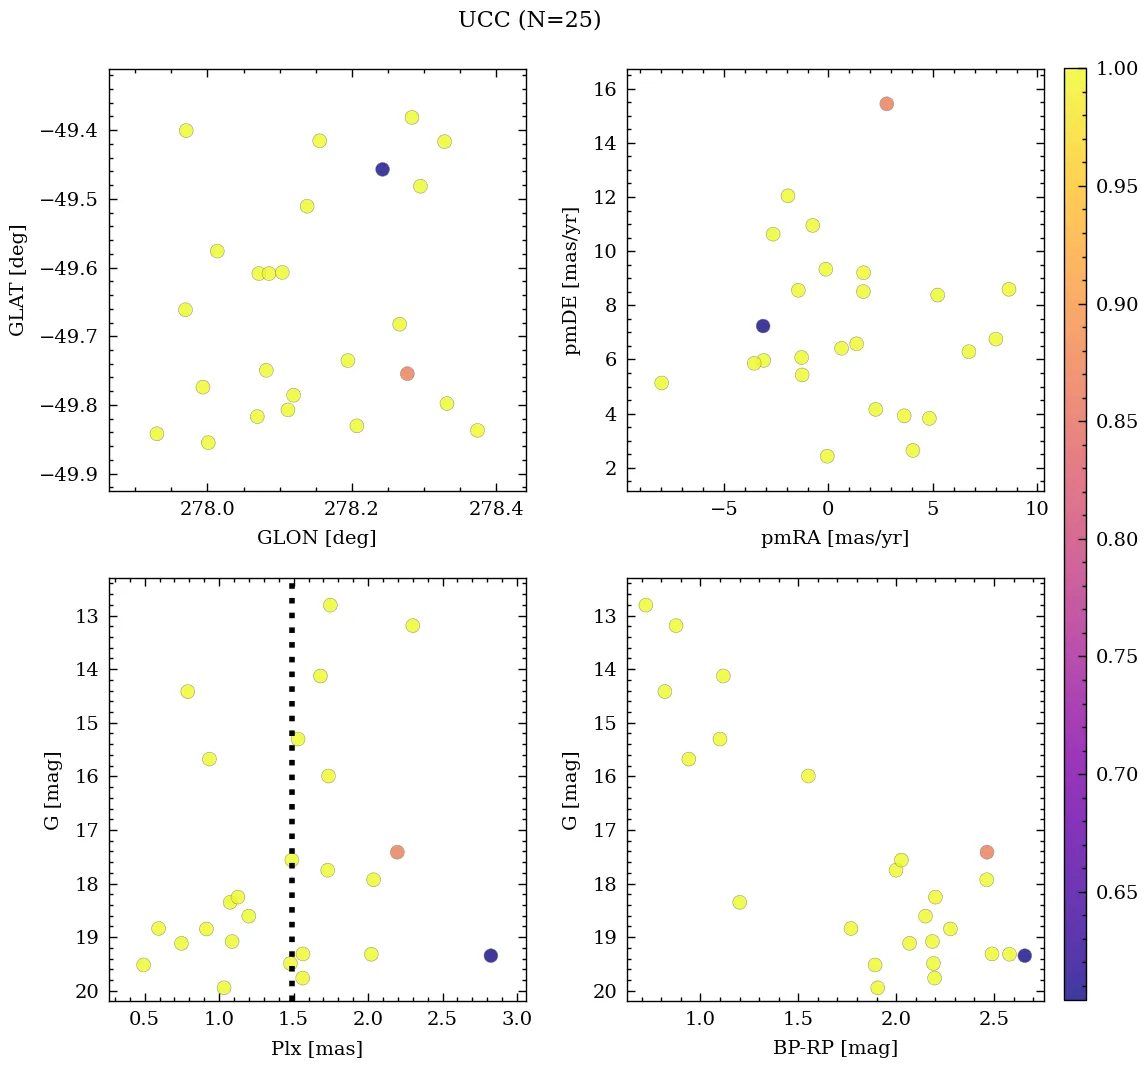 UCC (N=25)
−49.4
−49.5
−49.6
−49.7
−49.8
−49.9
GLAT [deg]
278.0 278.2 278.4
GLON [deg]
16
14
12
10
8
6
4
2
pmDE [mas/yr]
−5 0 5 10
pmRA [mas/yr]
13
14
15
16
17
18
19
20
G [mag]
0.5 1.0 1.5 2.0 2.5 3.0
Plx [mas]
13
14
15
16
17
18
19
20
G [mag]
1.0 1.5 2.0 2.5
BP-RP [mag]
1.00
0.95
0.90
0.85
0.80
0.75
0.70
0.65